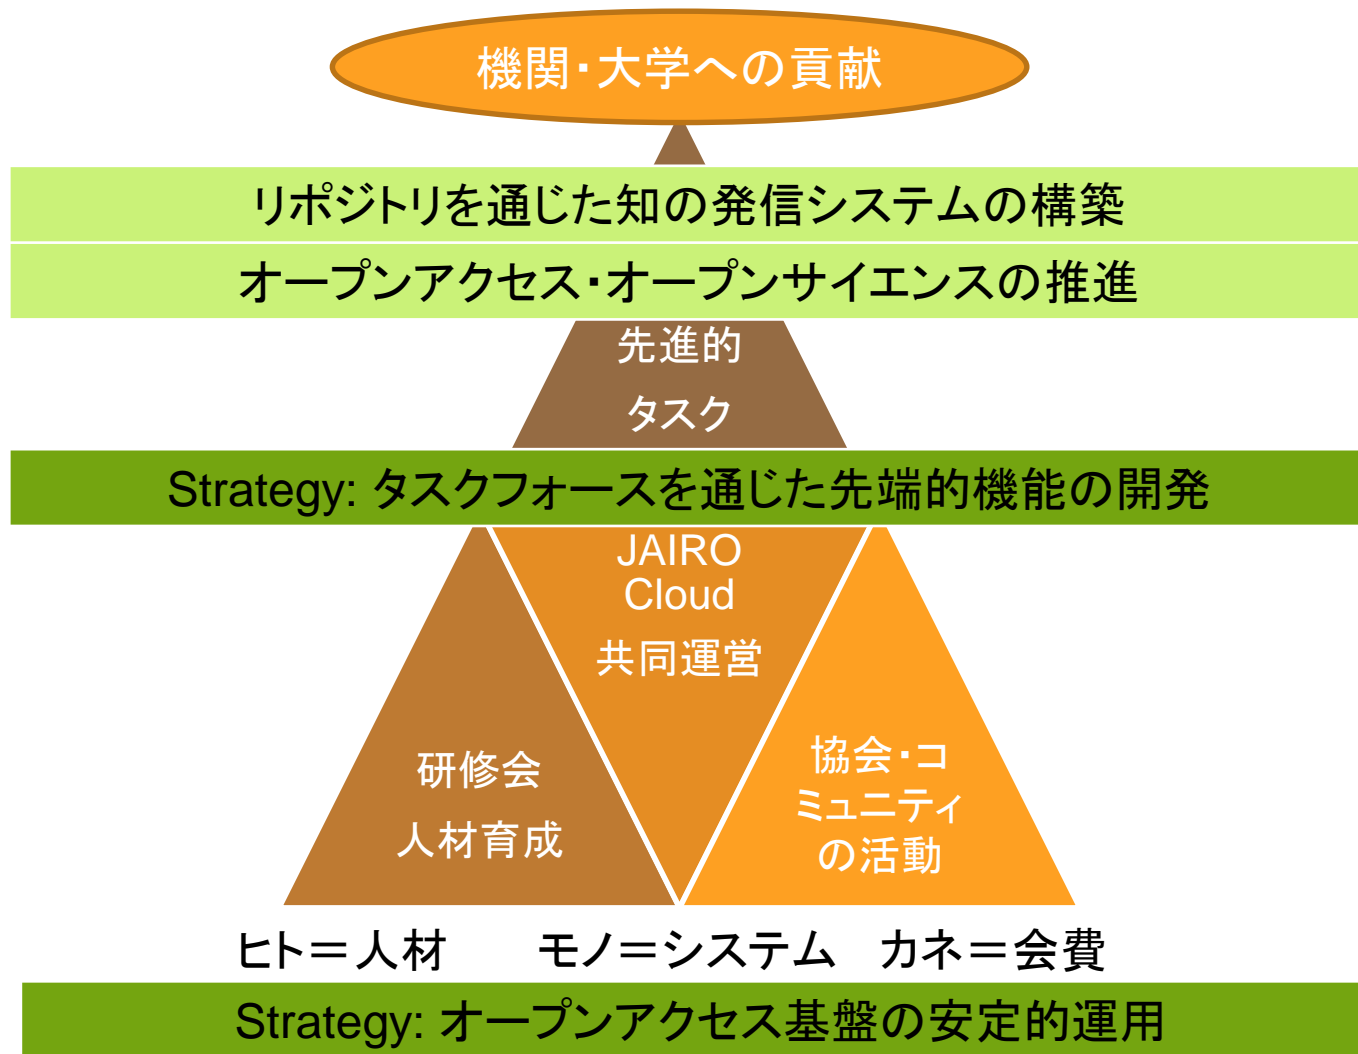 機関・大学への貢献
リポジトリを通じた知の発信システムの構築
オープンアクセス・オープンサイエンスの推進
先進的
タスク
Strategy: タスクフォースを通じた先端的機能の開発
JAIRO
Cloud
共同運営
研修会
人材育成
協会・コ
ミュニティ
の活動
ヒト＝人材 モノ＝システム カネ＝会費
Strategy: オープンアクセス基盤の安定的運用